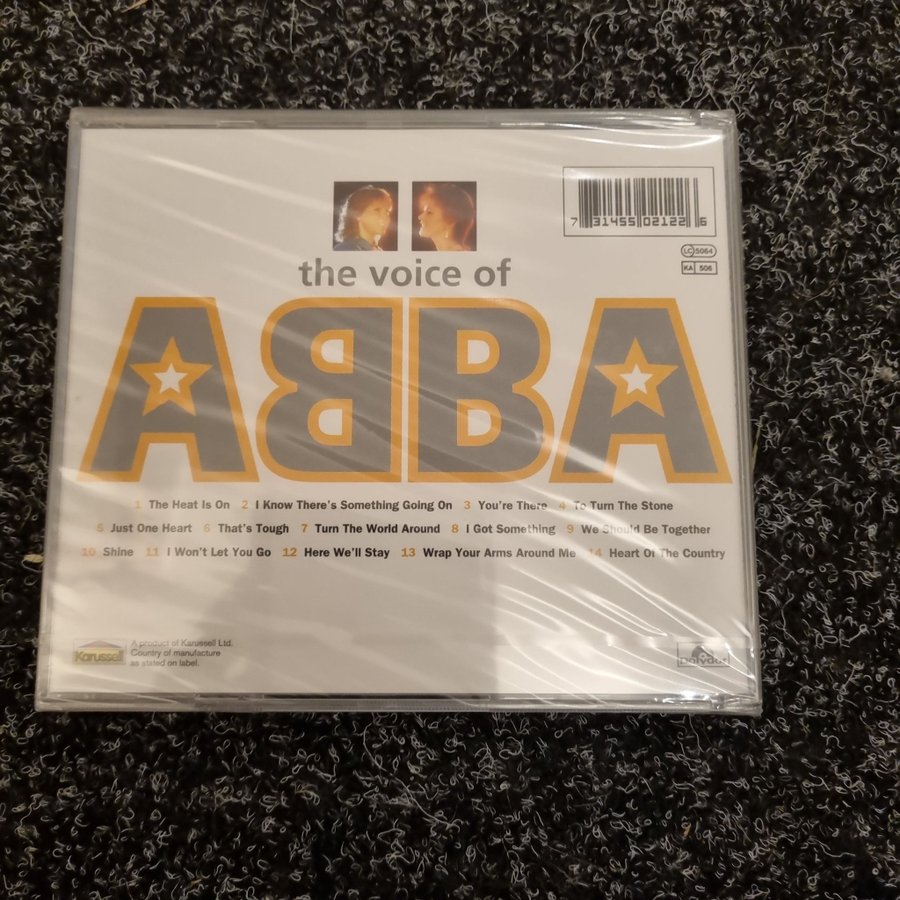 7 31455 02122 6
LC 5064
KA 506
the voice of
ABBA
1 The Heat Is On 2 I Know There's Something Going On 3 You're There 4 To Turn The Stone
5 Just One Heart 6 That's Tough 7 Turn The World Around 8 I Got Something 9 We Should Be Together
10 Shine 11 I Won't Let You Go 12 Here We'll Stay 13 Wrap Your Arms Around Me 14 Heart Of The Country
Karussell
A product of Karussell Ltd.
Country of manufacture
as stated on label.
Polydor